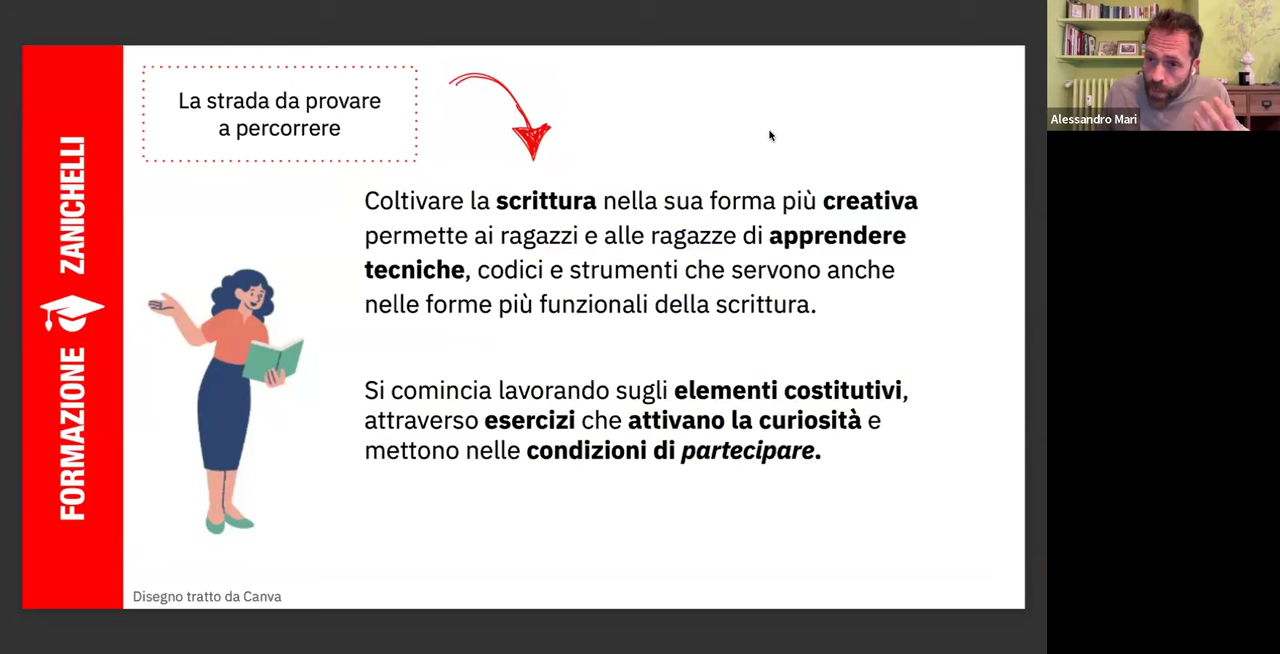 La strada da provare
a percorrere
Alessandro Mari
FORMAZIONE ZANICHELLI
Coltivare la scrittura nella sua forma più creativa
permette ai ragazzi e alle ragazze di apprendere
tecniche, codici e strumenti che servono anche
nelle forme più funzionali della scrittura.
Si comincia lavorando sugli elementi costitutivi,
attraverso esercizi che attivano la curiosità e
mettono nelle condizioni di partecipare.
Disegno tratto da Canva